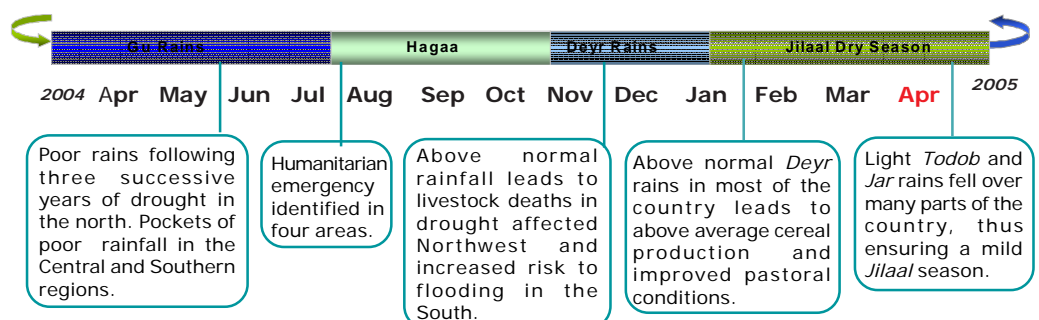 Gu Rains Hagaa Deyr Rains Jilaal Dry Season
2004 Apr May Jun Jul Aug Sep Oct Nov Dec Jan Feb Mar Apr 2005
Poor rains following
three successive
years of drought in
the north. Pockets of
poor rainfall in the
Central and Southern
regions.
Humanitarian
emergency
identified in
four areas.
Above normal
rainfall leads to
livestock deaths in
drought affected
Northwest and
increased risk to
flooding in the
South.
Above normal Deyr
rains in most of the
country leads to
above average cereal
production and
improved pastoral
conditions.
Light Todob and
Jar rains fell over
many parts of the
country, thus
ensuring a mild
Jilaal season.